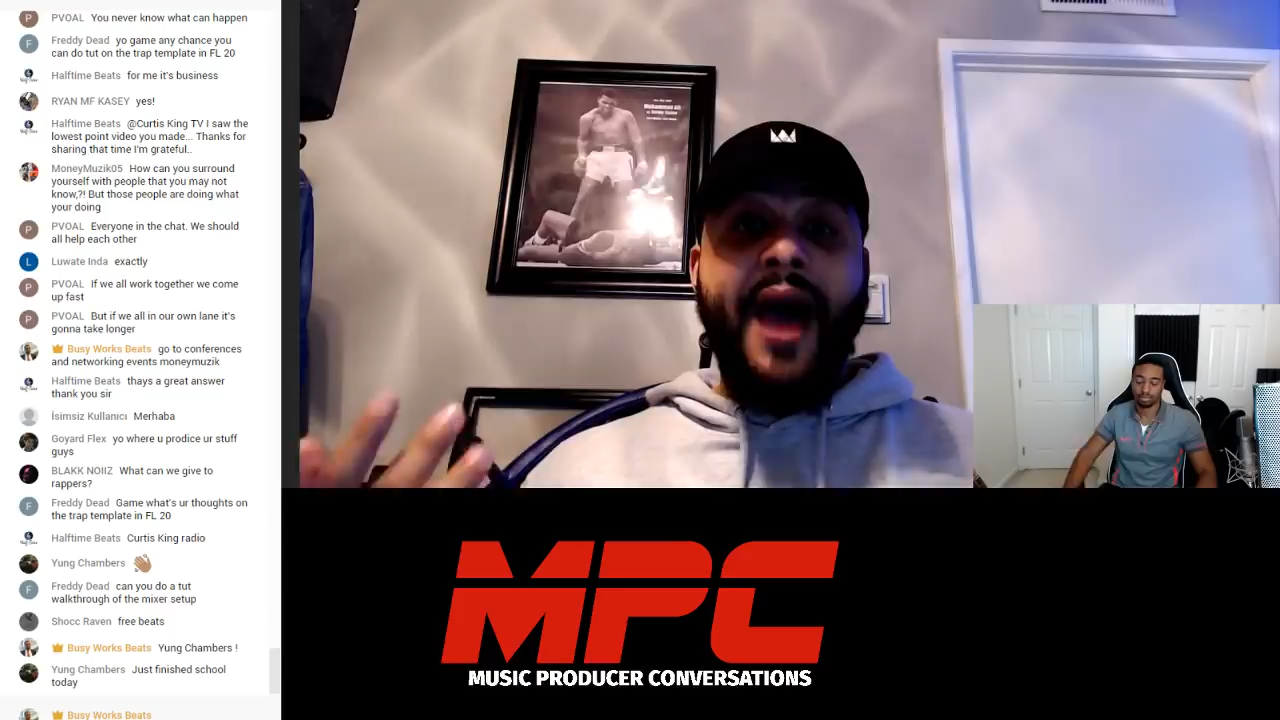 PVOAL You never know what can happen
Freddy Dead yo game any chance you
can do tut on the trap template in FL 20
Halftime Beats for me it's business
RYAN MF KASEY yes!
Halftime Beats @Curtis King TV I saw the
lowest point video you made... Thanks for
sharing that time I'm grateful..
MoneyMuzik05 How can you surround
yourself with people that you may not
know,?! But those people are doing what
your doing
PVOAL Everyone in the chat. We should
all help each other
Luwate Inda exactly
PVOAL If we all work together we come
up fast
PVOAL But if we all in our own lane it's
gonna take longer
Busy Works Beats go to conferences
and networking events moneymuzik
Halftime Beats thays a great answer
thank you sir
İsimsiz Kullanıcı Merhaba
Goyard Flex yo where u prodice ur stuff
guys
BLAKK NOIIZ What can we give to
rappers?
Freddy Dead Game what's ur thoughts on
the trap template in FL 20
Halftime Beats Curtis King radio
Yung Chambers
Freddy Dead can you do a tut
walkthrough of the mixer setup
Shocc Raven free beats
Busy Works Beats Yung Chambers !
Yung Chambers Just finished school
today
Busy Works Beats
P
F
P
L
P
P
F
F
Muhammad Ali
MPC
MUSIC PRODUCER CONVERSATIONS